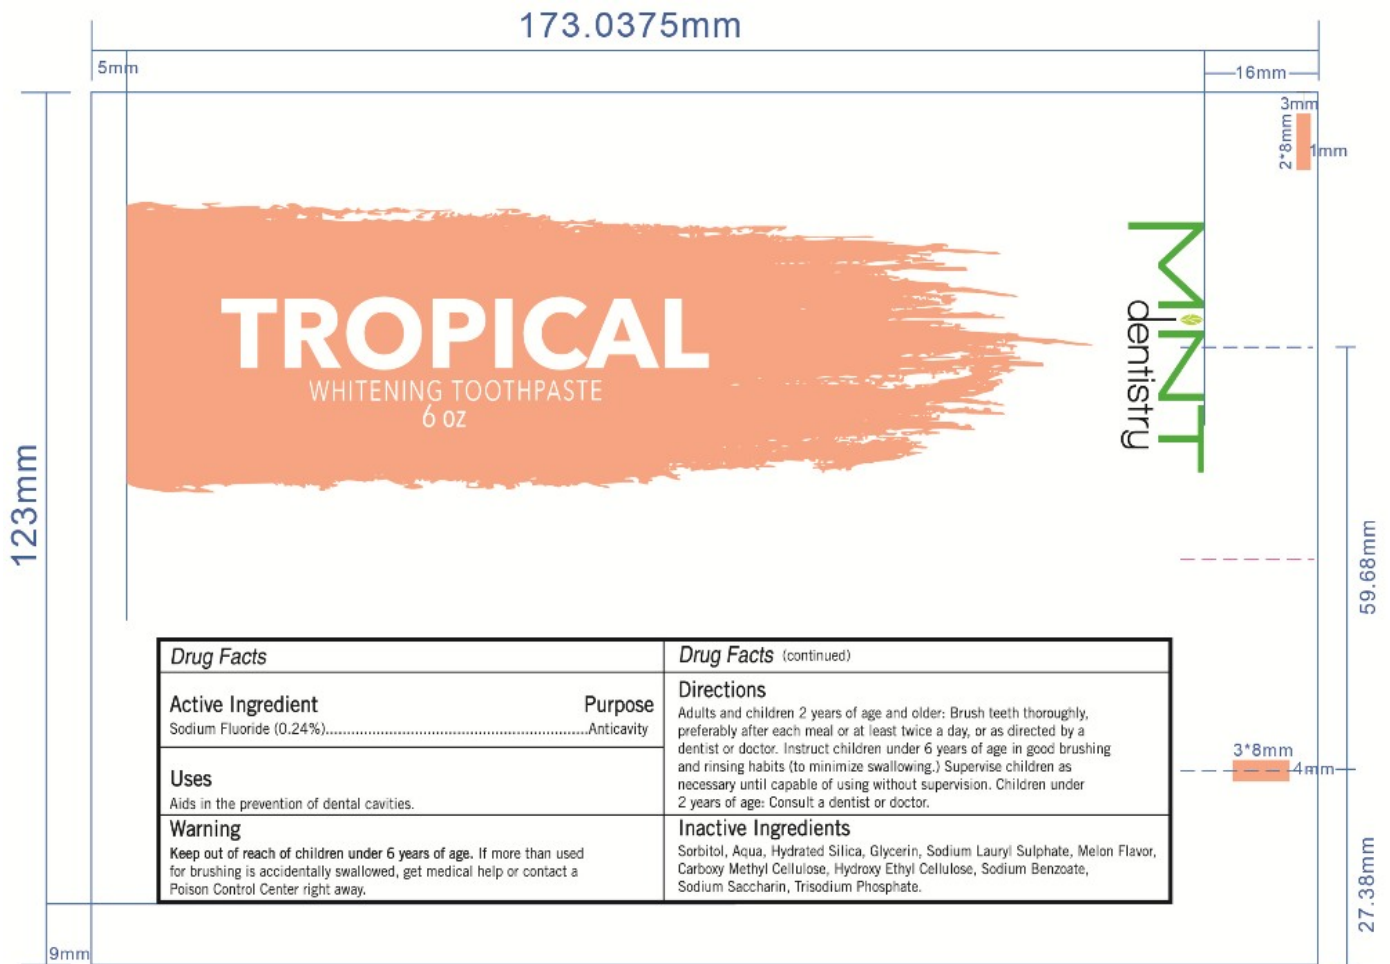 173.0375mm
5mm
16mm
3mm
2*8mm
1mm
TROPICAL
WHITENING TOOTHPASTE
6 oz
MiNT
dentistry
123mm
59.68mm
Drug Facts
Active Ingredient Purpose
Sodium Fluoride (0.24%)................................................................Anticavity
Uses
Aids in the prevention of dental cavities.
Warning
Keep out of reach of children under 6 years of age. If more than used
for brushing is accidentally swallowed, get medical help or contact a
Poison Control Center right away.
Drug Facts (continued)
Directions
Adults and children 2 years of age and older: Brush teeth thoroughly,
preferably after each meal or at least twice a day, or as directed by a
dentist or doctor. Instruct children under 6 years of age in good brushing
and rinsing habits (to minimize swallowing.) Supervise children as
necessary until capable of using without supervision. Children under
2 years of age: Consult a dentist or doctor.
Inactive Ingredients
Sorbitol, Aqua, Hydrated Silica, Glycerin, Sodium Lauryl Sulphate, Melon Flavor,
Carboxy Methyl Cellulose, Hydroxy Ethyl Cellulose, Sodium Benzoate,
Sodium Saccharin, Trisodium Phosphate.
3*8mm
4mm
27.38mm
9mm